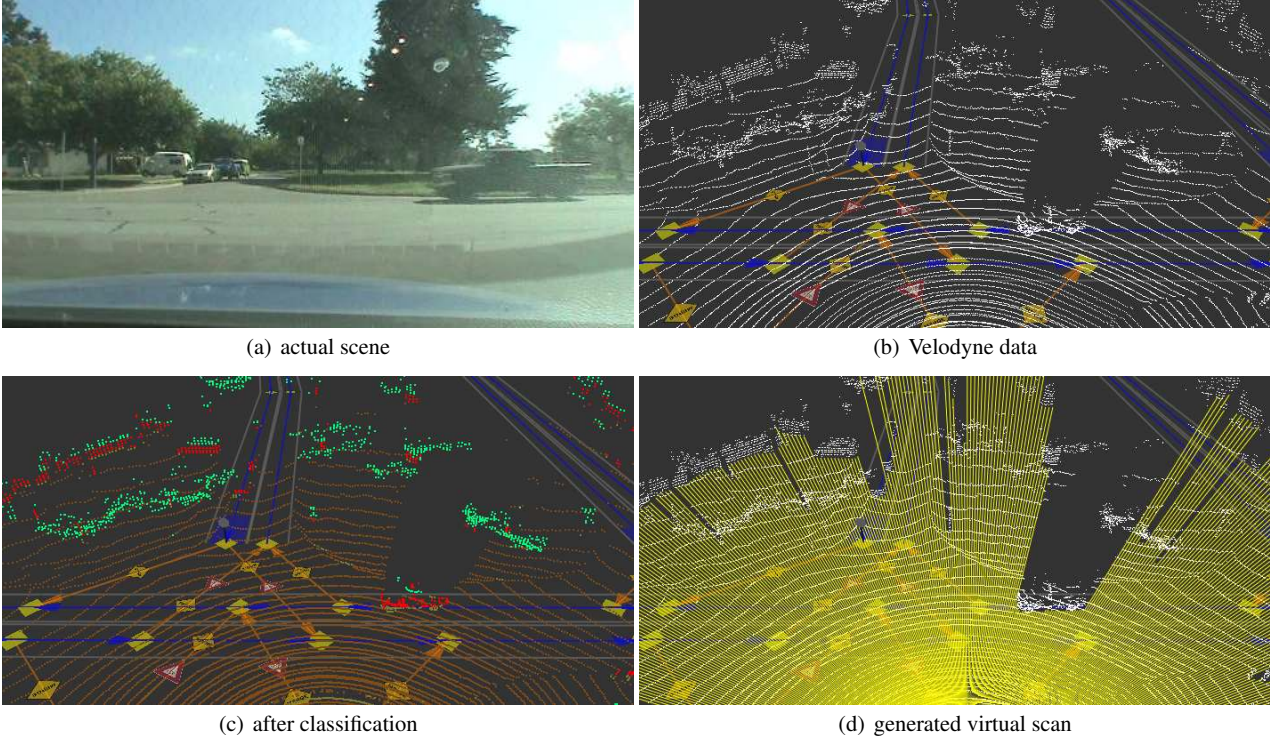 (a) actual scene
(b) Velodyne data
(c) after classification
(d) generated virtual scan